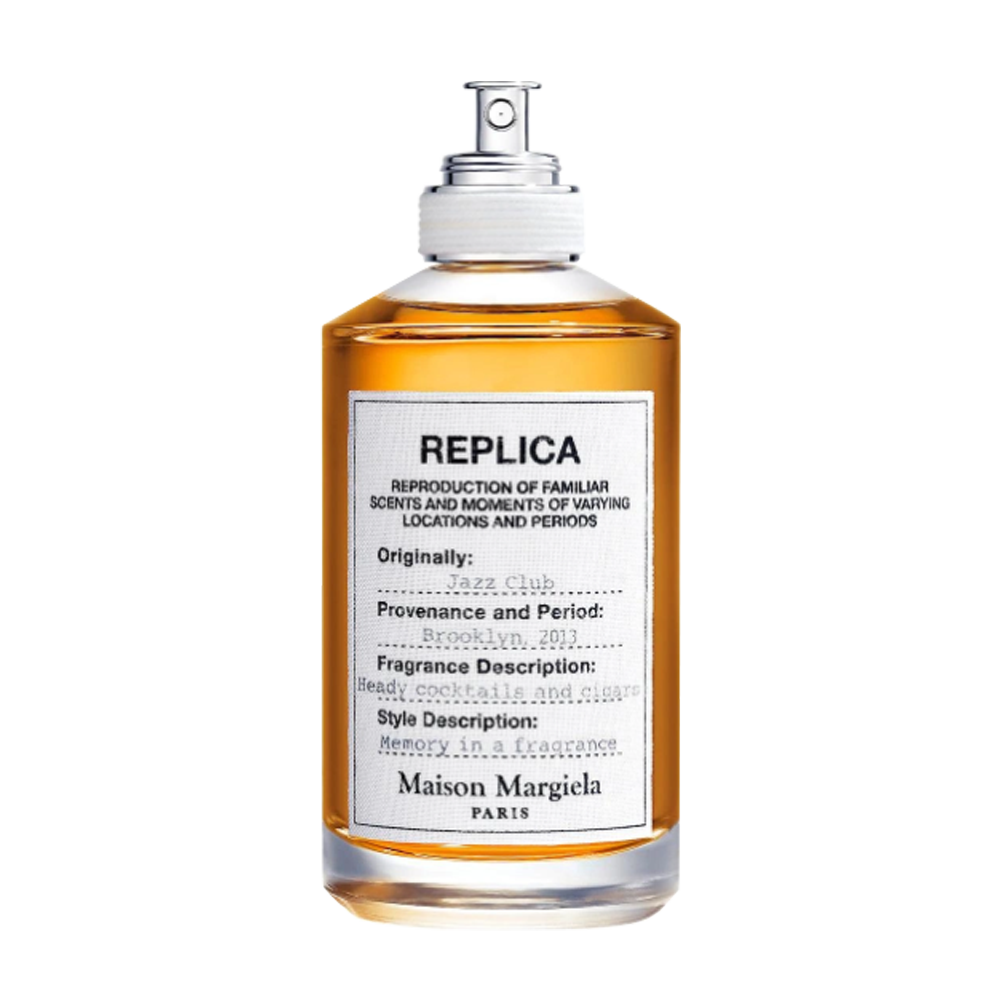 REPLICA
REPRODUCTION OF FAMILIAR
SCENTS AND MOMENTS OF VARYING
LOCATIONS AND PERIODS
Originally:
Jazz Club
Provenance and Period:
Brooklyn, 2013
Fragrance Description:
Heady cocktails and cigars
Style Description:
Memory in a fragrance
Maison Margiela
PARIS